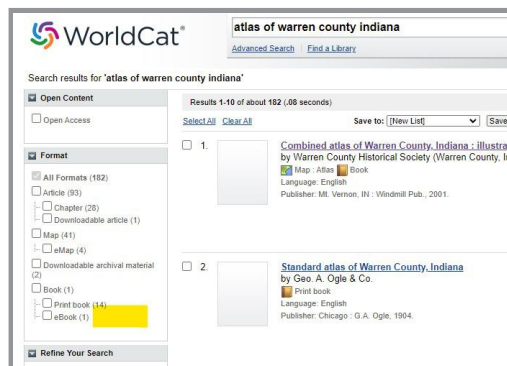 WorldCat®
atlas of warren county indiana
Advanced Search Find a Library
Search results for 'atlas of warren county indiana'
Open Content
Open Access
Format
All Formats (182)
Article (93)
Chapter (28)
Downloadable article (1)
Map (41)
eMap (4)
Downloadable archival material
(2)
Book (1)
Print book (14)
eBook (1)
Refine Your Search
Results 1-10 of about 182 (.08 seconds)
Select All Clear All Save to: [New List] Save
1. Combined atlas of Warren County, Indiana : illustra
by Warren County Historical Society (Warren County, I
Map : Atlas Book
Language: English
Publisher: Mt. Vernon, IN : Windmill Pub., 2001.
2. Standard atlas of Warren County, Indiana
by Geo. A. Ogle & Co.
Print book
Language: English
Publisher: Chicago : G.A. Ogle, 1904.